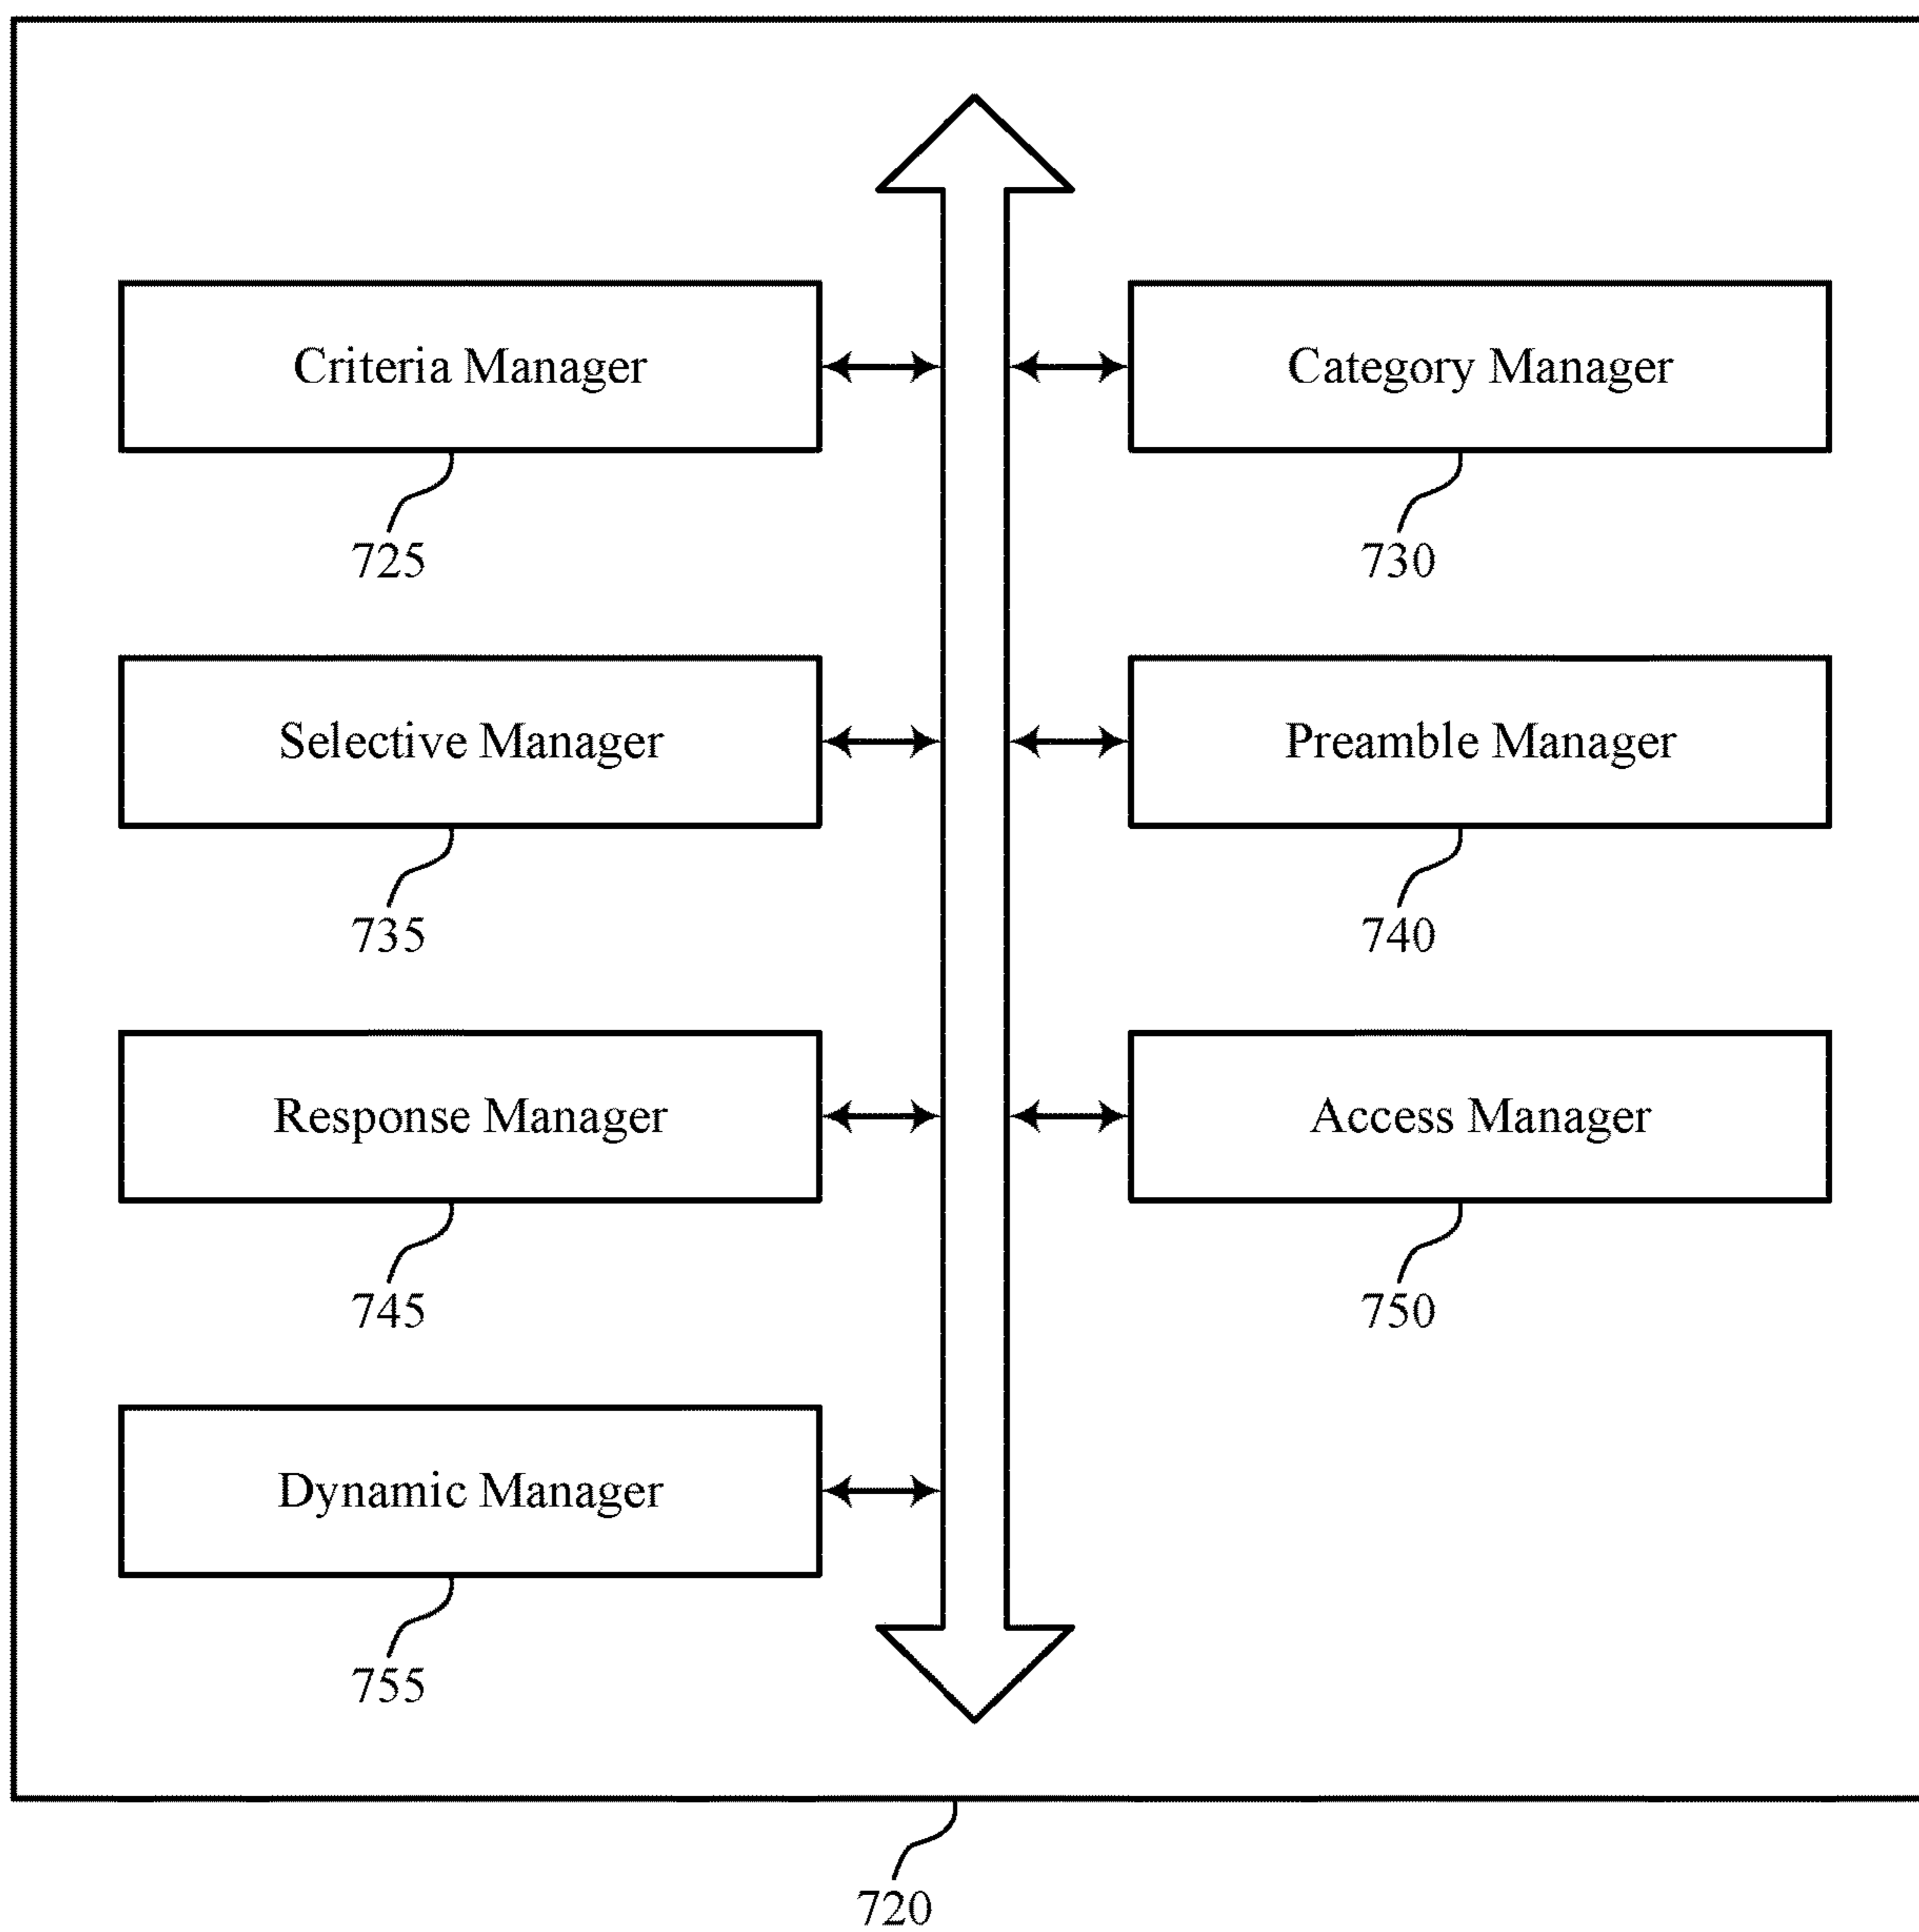 Criteria Manager
Category Manager
725
730
Selective Manager
Preamble Manager
735
740
Response Manager
Access Manager
745
750
Dynamic Manager
755
720